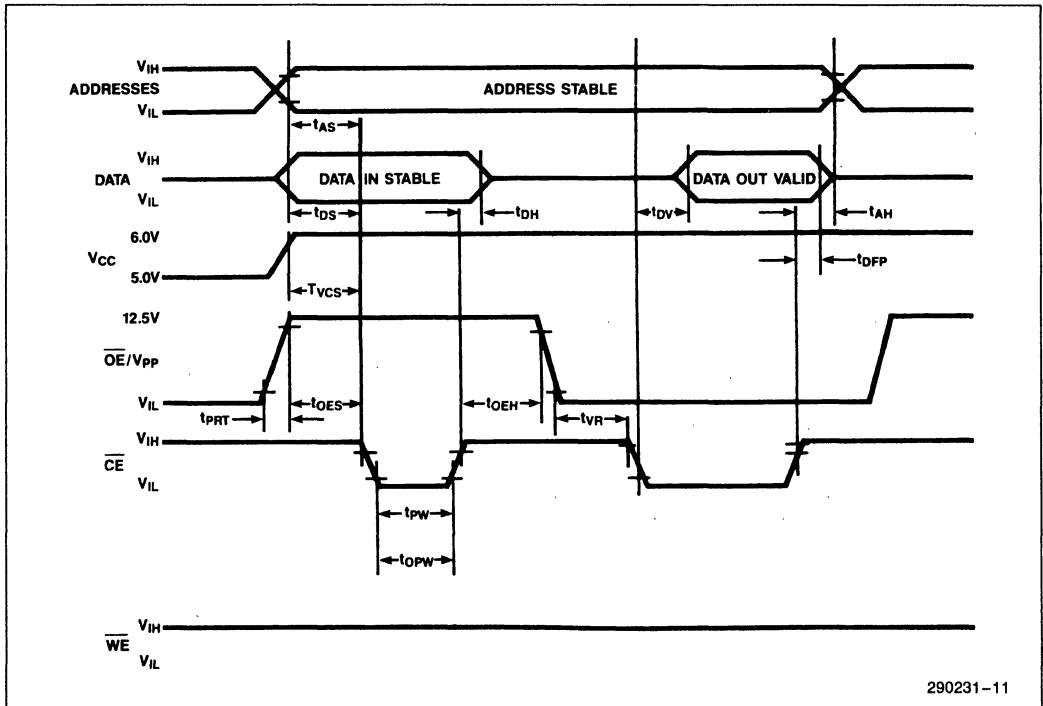 VIH
ADDRESSES
ADDRESS STABLE
VIL
tAS
VIH
DATA
DATA IN STABLE
DATA OUT VALID
VIL
tDS
tDH
tDV
tAH
6.0V
VCC
tDFP
5.0V
TVCS
12.5V
OE/VPP
VIL
tPRT
tOES
tOEH
tVR
VIH
CE
VIL
tPW
tOPW
VIH
WE
VIL
290231-11